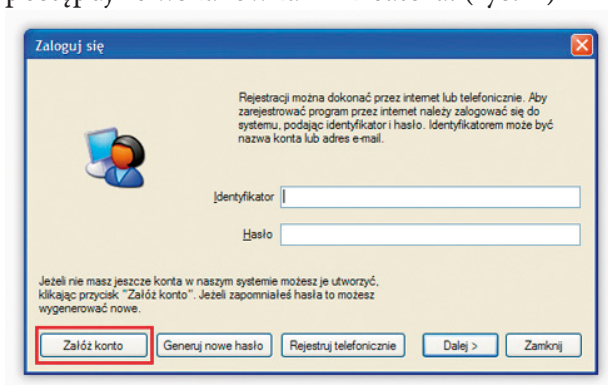 Zaloguj się
Rejestracji można dokonać przez internet lub telefonicznie. Aby
zarejestrować program przez internet należy zalogować się do
systemu, podając identyfikator i hasło. Identyfikatorem może być
nazwa konta lub adres e-mail.
Identyfikator
Hasło
Jeżeli nie masz jeszcze konta w naszym systemie możesz je utworzyć,
klikając przycisk "Załóż konto". Jeżeli zapomniałeś hasła to możesz
wygenerować nowe.
Załóż konto Generuj nowe hasło Rejestruj telefonicznie Dalej > Zamknij